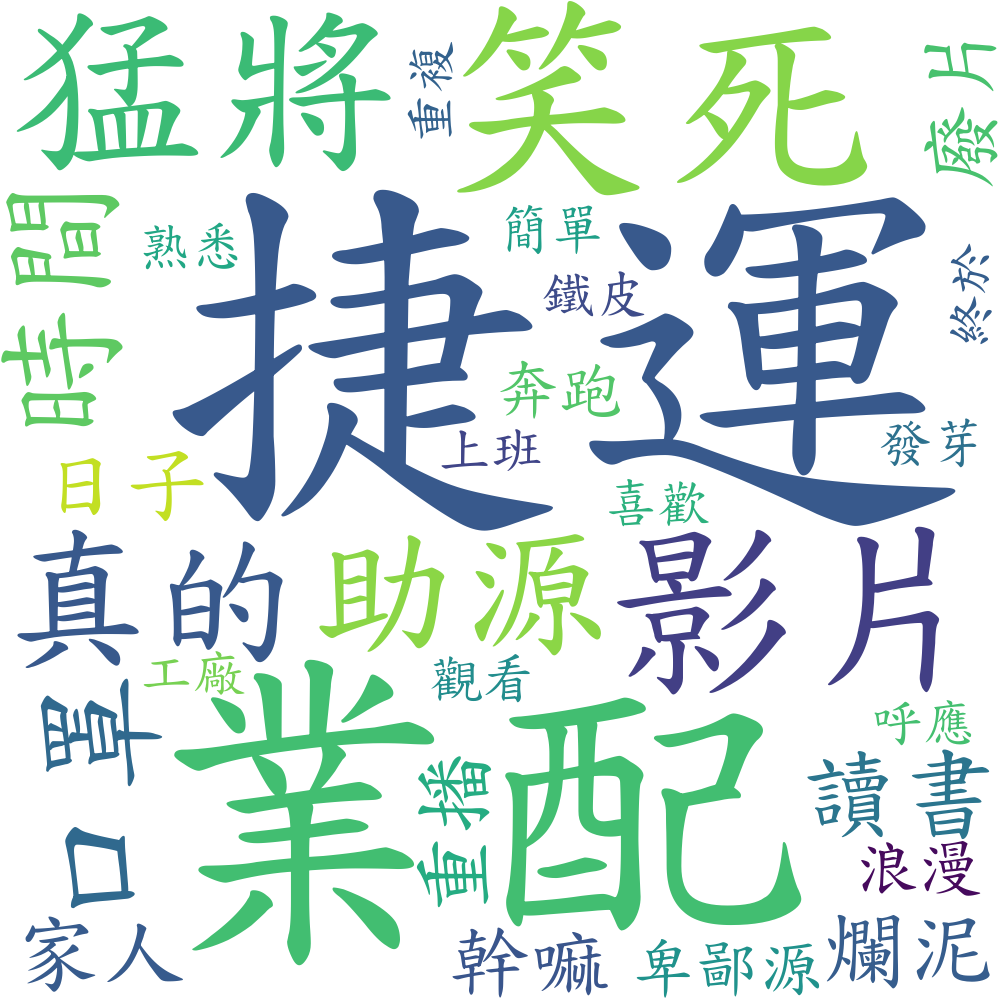 猛將
重複
笑死
廢片
時間
熟悉
捷運
簡單
鐵皮
終於
奔跑
上班
發芽
日子
喜歡
真的
助源
影片
工廠
觀看
口罩
業配
重播
呼應
讀書
浪漫
家人
幹嘛
卑鄙源
爛泥